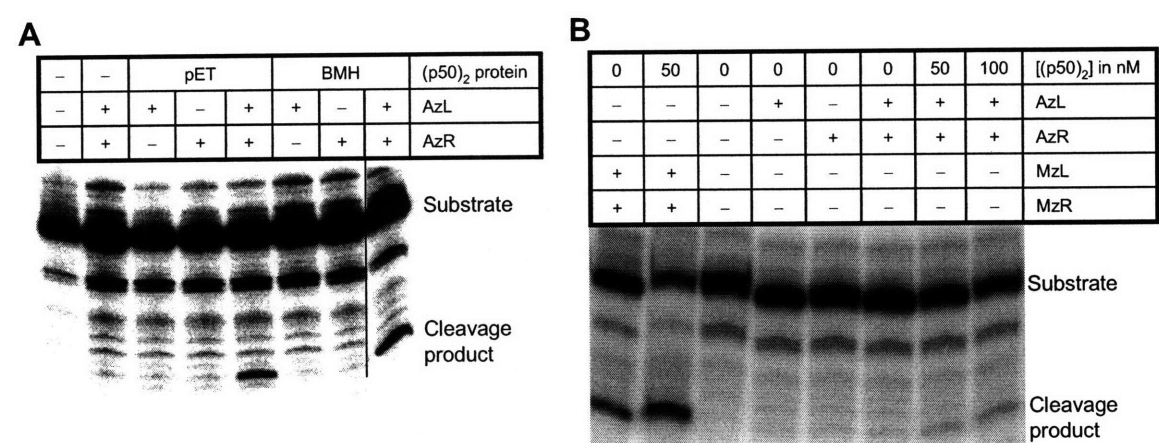 A
– – pET BMH (p50)₂ protein
– + + – + + – + AzL
– + – + + – + + AzR
Substrate
Cleavage
product
B
0 50 0 0 0 0 50 100 [(p50)₂] in nM
– – – + – + + + AzL
– – – – + + + + AzR
+ + – – – – – – MzL
+ + – – – – – – MzR
Substrate
Cleavage
product